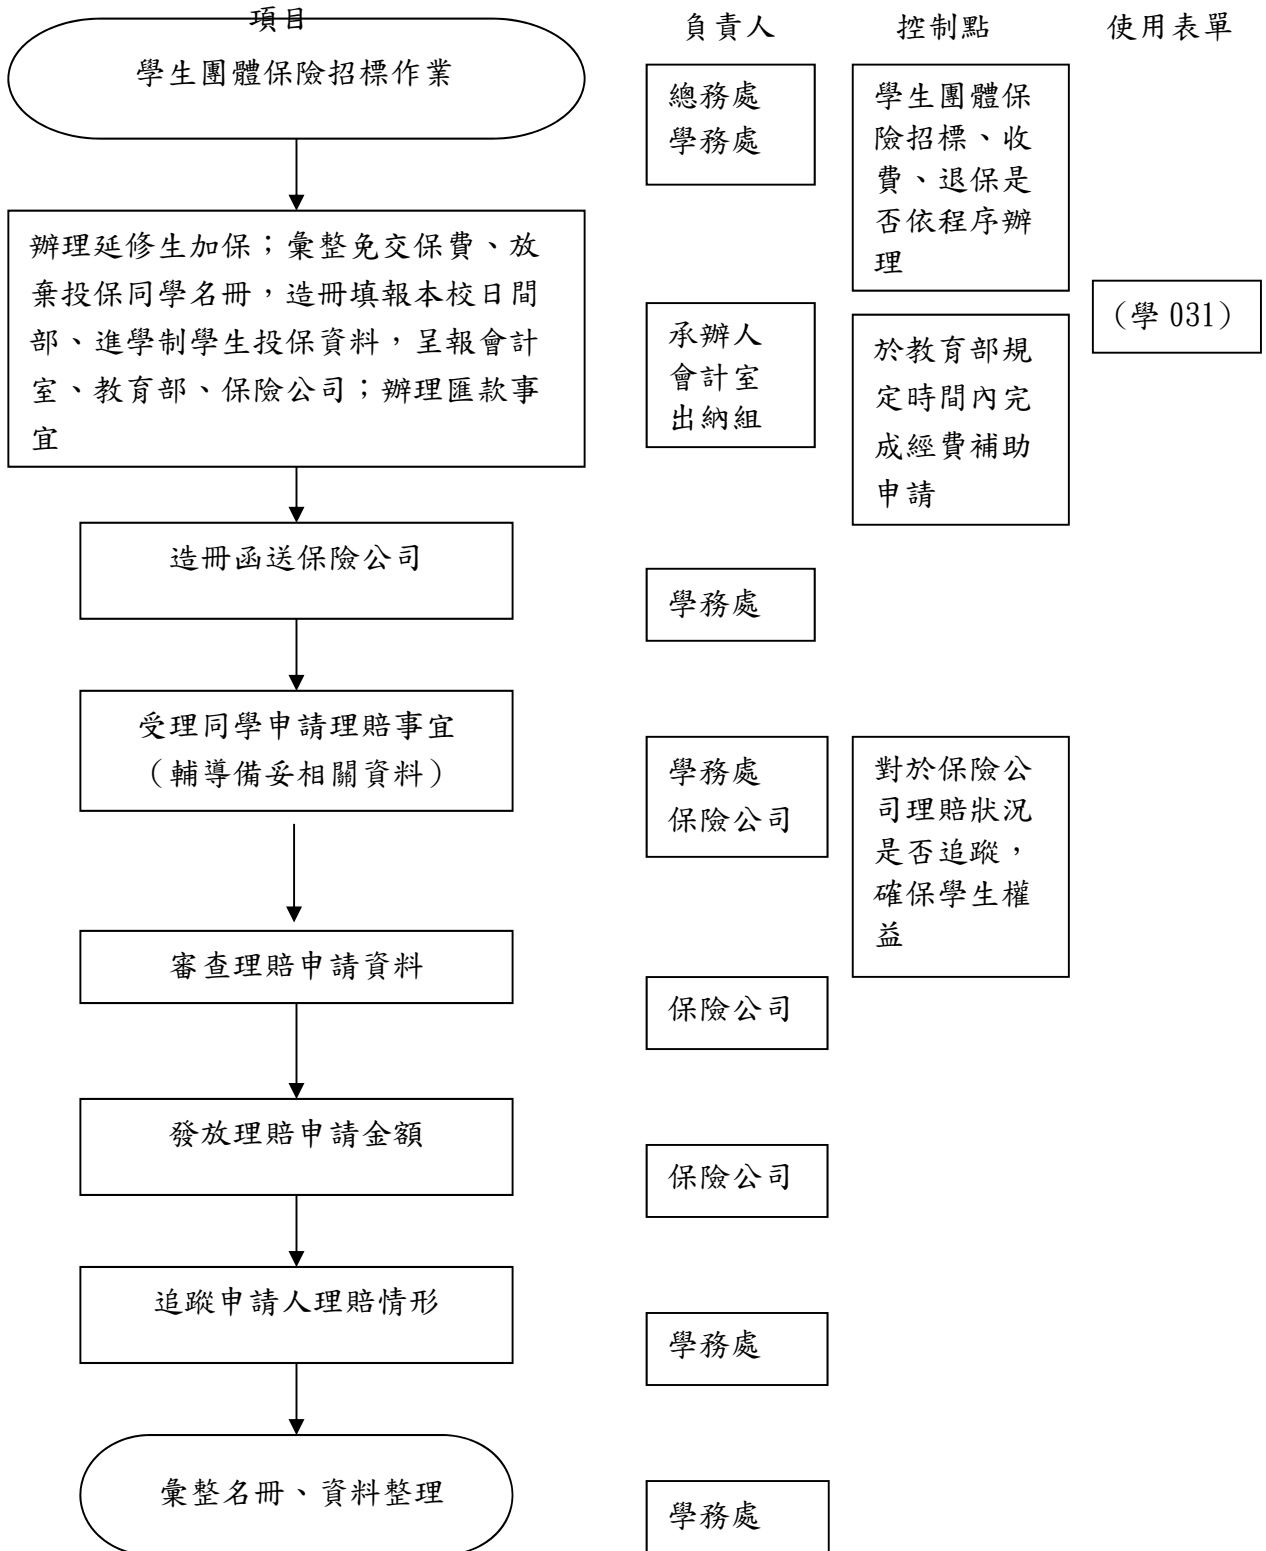 項目
負責人
控制點
使用表單
學生團體保險招標作業
總務處
學務處
學生團體保
險招標、收
費、退保是
否依程序辦
理
辦理延修生加保；彙整免交保費、放
棄投保同學名冊，造冊填報本校日間
部、進學制學生投保資料，呈報會計
室、教育部、保險公司；辦理匯款事
宜
承辦人
會計室
出納組
於教育部規
定時間內完
成經費補助
申請
（學 031）
造冊函送保險公司
學務處
受理同學申請理賠事宜
（輔導備妥相關資料）
學務處
保險公司
對於保險公
司理賠狀況
是否追蹤，
確保學生權
益
審查理賠申請資料
保險公司
發放理賠申請金額
保險公司
追蹤申請人理賠情形
學務處
彙整名冊、資料整理
學務處